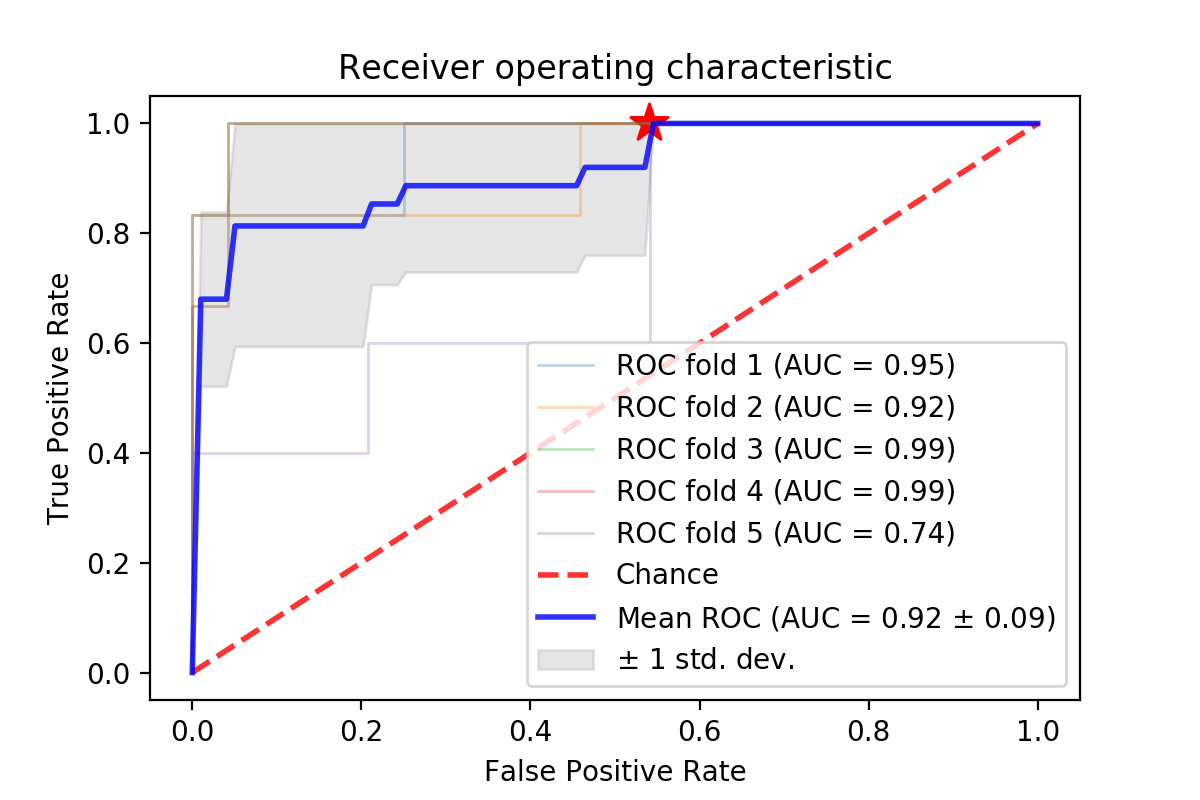 Receiver operating characteristic
True Positive Rate
1.0
0.8
0.6
0.4
0.2
0.0
ROC fold 1 (AUC = 0.95)
ROC fold 2 (AUC = 0.92)
ROC fold 3 (AUC = 0.99)
ROC fold 4 (AUC = 0.99)
ROC fold 5 (AUC = 0.74)
Chance
Mean ROC (AUC = 0.92 ± 0.09)
± 1 std. dev.
0.0 0.2 0.4 0.6 0.8 1.0
False Positive Rate